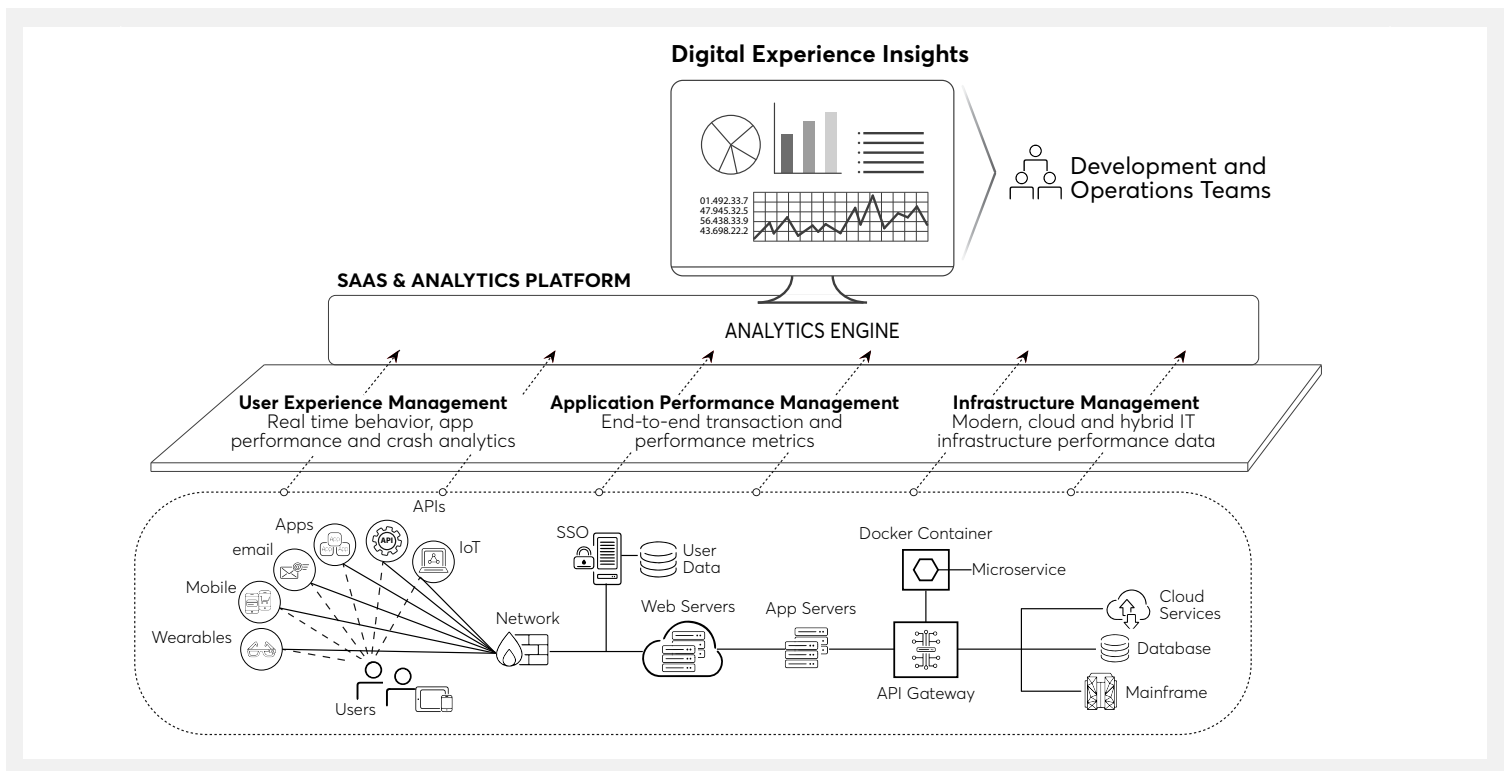 Digital Experience Insights
01.492.33.7
47.945.32.5
56.438.33.9
43.698.22.2
Development and
Operations Teams
SAAS & ANALYTICS PLATFORM
ANALYTICS ENGINE
User Experience Management
Real time behavior, app
performance and crash analytics
Application Performance Management
End-to-end transaction and
performance metrics
Infrastructure Management
Modern, cloud and hybrid IT
infrastructure performance data
APIs
Apps
API
email
IoT
Mobile
Wearables
Users
Network
SSO
User
Data
Web Servers
App Servers
Docker Container
Microservice
API Gateway
Cloud
Services
Database
Mainframe